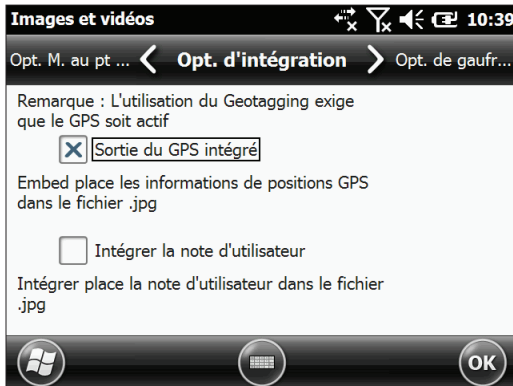 Images et vidéos 10:39
Opt. M. au pt ... Opt. d'intégration Opt. de gaufr...
Remarque : L'utilisation du Geotagging exige
que le GPS soit actif
Sortie du GPS intégré
Embed place les informations de positions GPS
dans le fichier .jpg
Intégrer la note d'utilisateur
Intégrer place la note d'utilisateur dans le fichier
.jpg
OK